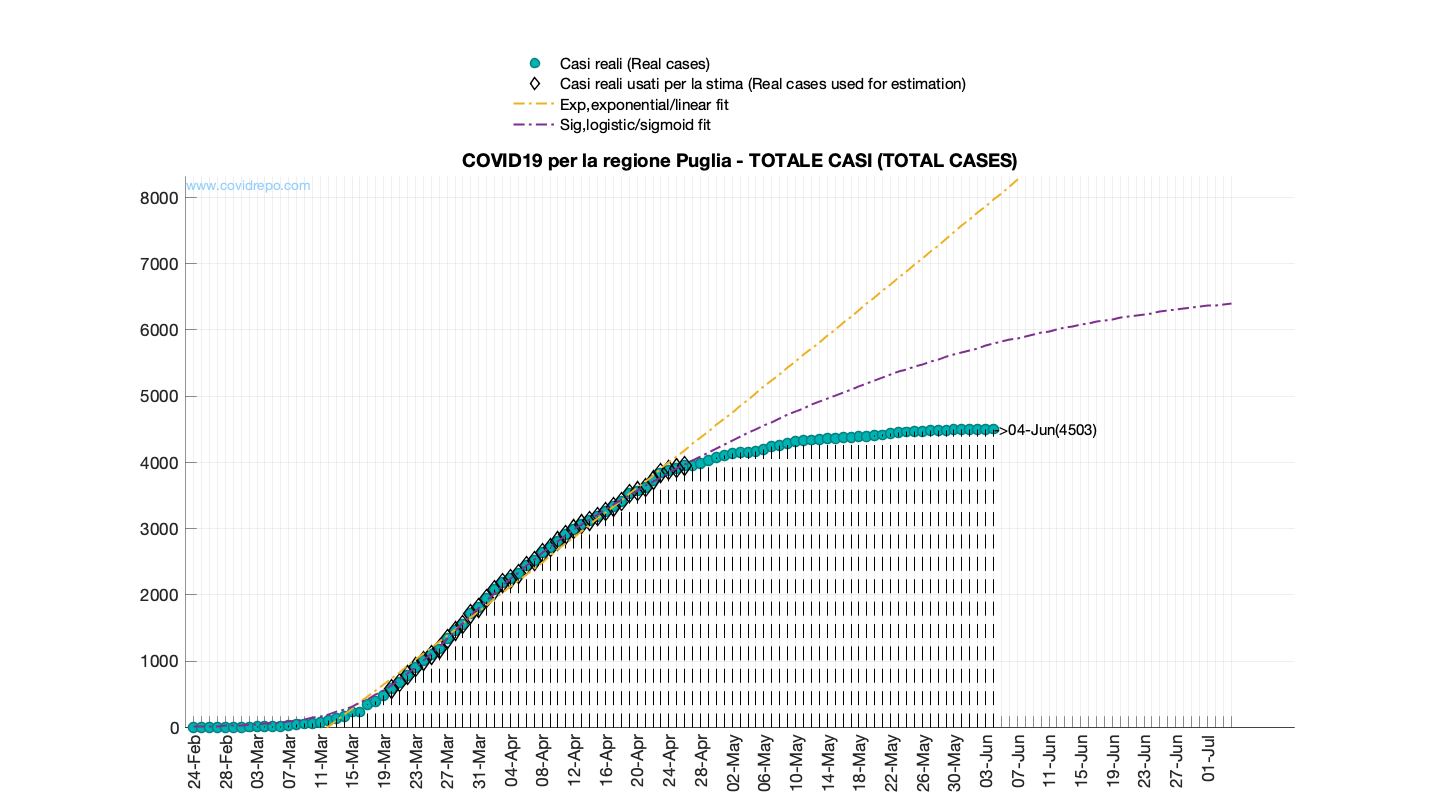 Casi reali (Real cases)
Casi reali usati per la stima (Real cases used for estimation)
Exp,exponential/linear fit
Sig,logistic/sigmoid fit
COVID19 per la regione Puglia - TOTALE CASI (TOTAL CASES)
www.covidrepo.com
8000
7000
6000
5000
4000
3000
2000
1000
0
->04-Jun(4503)
24-Feb
28-Feb
03-Mar
07-Mar
11-Mar
15-Mar
19-Mar
23-Mar
27-Mar
31-Mar
04-Apr
08-Apr
12-Apr
16-Apr
20-Apr
24-Apr
28-Apr
02-May
06-May
10-May
14-May
18-May
22-May
26-May
30-May
03-Jun
07-Jun
11-Jun
15-Jun
19-Jun
23-Jun
27-Jun
01-Jul